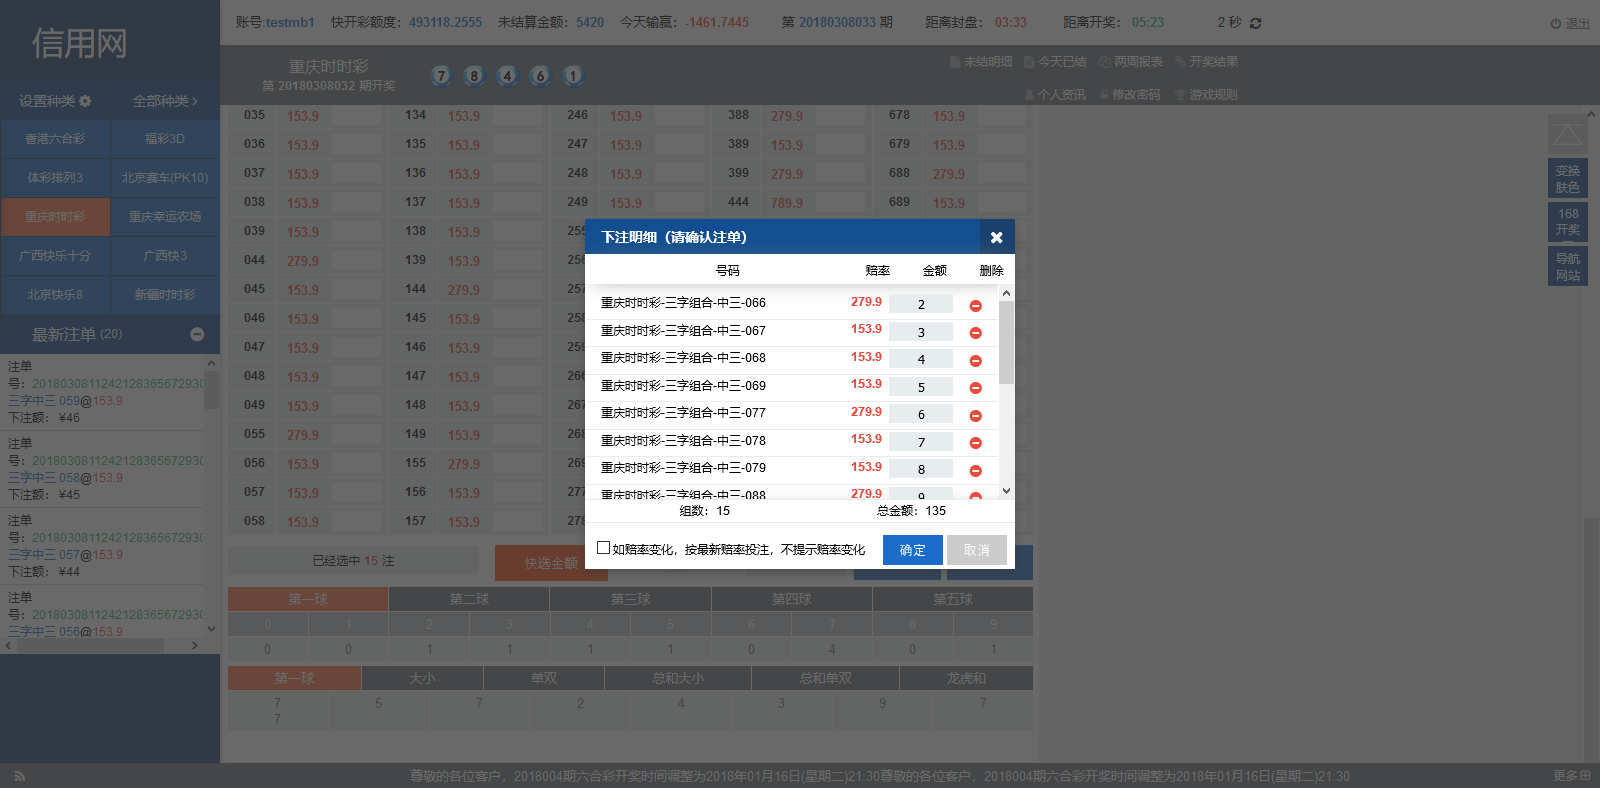 信用网
账号:testmb1 快开彩额度：493118.2555 未结算金额：5420 今天输赢：-1461.7445 第 20180308033 期 距离封盘： 03:33 距离开奖： 05:23 2 秒 退出
重庆时时彩
第 20180308032 期开奖
7 8 4 6 1
未结明细 今天已结 两周报表 开奖结果
个人资讯 修改密码 游戏规则
设置种类 全部种类
香港六合彩 福彩3D
体彩排列3 北京赛车(PK10)
重庆时时彩 重庆幸运农场
广西快乐十分 广西快3
北京快乐8 新疆时时彩
最新注单 (20)
注单
号：2018030811242128365672930
三字中三 059@153.9
下注额： ¥46
注单
号：2018030811242128365672930
三字中三 058@153.9
下注额： ¥45
注单
号：2018030811242128365672930
三字中三 057@153.9
下注额： ¥44
注单
号：2018030811242128365672930
三字中三 056@153.9
035 153.9 134 153.9 246 153.9 388 279.9 678 153.9
036 153.9 135 153.9 247 153.9 389 153.9 679 153.9
037 153.9 136 153.9 248 153.9 399 279.9 688 279.9
038 153.9 137 153.9 249 153.9 444 789.9 689 153.9
039 153.9 138 153.9 255
044 279.9 139 153.9 256
045 153.9 144 279.9 257
046 153.9 145 153.9 258
047 153.9 146 153.9 259
048 153.9 147 153.9 266
049 153.9 148 153.9 267
055 279.9 149 153.9 268
056 153.9 155 279.9 269
057 153.9 156 153.9 277
058 153.9 157 153.9 278
下注明细（请确认注单）
号码 赔率 金额 删除
重庆时时彩-三字组合-中三-066 279.9 2
重庆时时彩-三字组合-中三-067 153.9 3
重庆时时彩-三字组合-中三-068 153.9 4
重庆时时彩-三字组合-中三-069 153.9 5
重庆时时彩-三字组合-中三-077 279.9 6
重庆时时彩-三字组合-中三-078 153.9 7
重庆时时彩-三字组合-中三-079 153.9 8
重庆时时彩-三字组合-中三-088 279.9 9
组数：15 总金额：135
如赔率变化，按最新赔率投注，不提示赔率变化 确定 取消
已经选中 15 注 快选金额
第一球 第二球 第三球 第四球 第五球
0 1 2 3 4 5 6 7 8 9
0 0 1 1 1 1 0 4 0 1
第一球 大小 单双 总和大小 总和单双 龙虎和
7 5 7 2 4 3 9 7
7
变换
肤色
168
开奖
导航
网站
尊敬的各位客户，2018004期六合彩开奖时间调整为2018年01月16日(星期二)21:30尊敬的各位客户，2018004期六合彩开奖时间调整为2018年01月16日(星期二)21:30 更多